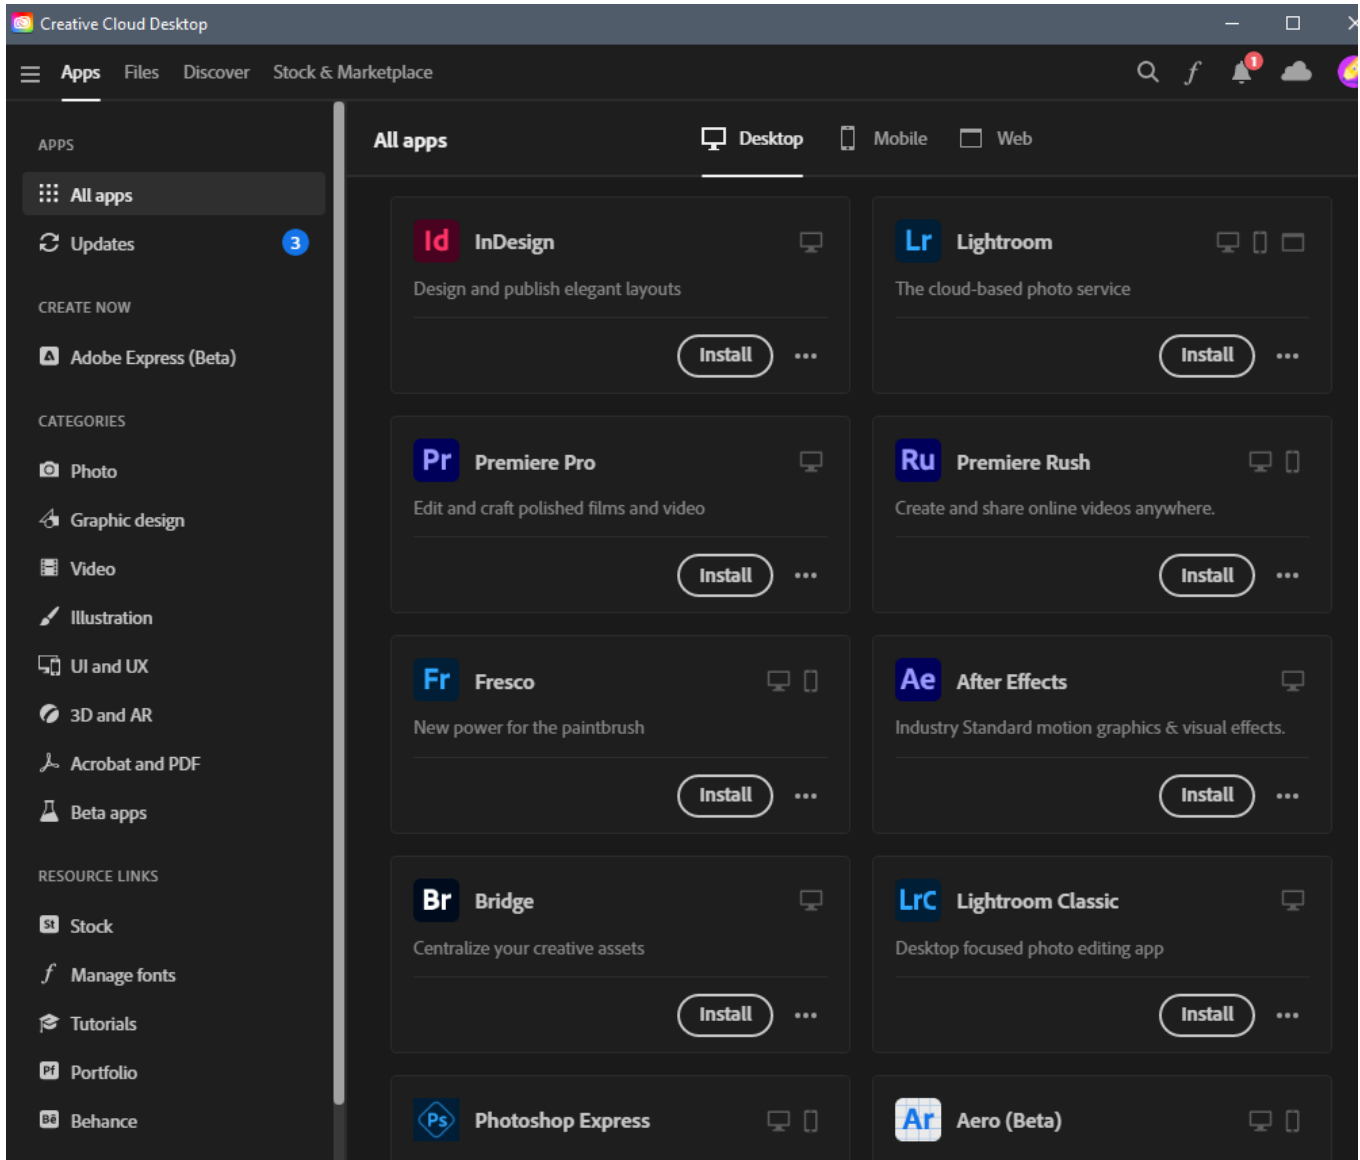 Creative Cloud Desktop
Apps Files Discover Stock & Marketplace
1
APPS
All apps
Updates 3
CREATE NOW
Adobe Express (Beta)
CATEGORIES
Photo
Graphic design
Video
Illustration
UI and UX
3D and AR
Acrobat and PDF
Beta apps
RESOURCE LINKS
St Stock
f Manage fonts
Tutorials
Pf Portfolio
Bē Behance
All apps Desktop Mobile Web
Id InDesign
Design and publish elegant layouts
Install
Lr Lightroom
The cloud-based photo service
Install
Pr Premiere Pro
Edit and craft polished films and video
Install
Ru Premiere Rush
Create and share online videos anywhere.
Install
Fr Fresco
New power for the paintbrush
Install
Ae After Effects
Industry Standard motion graphics & visual effects.
Install
Br Bridge
Centralize your creative assets
Install
LrC Lightroom Classic
Desktop focused photo editing app
Install
Ps Photoshop Express
Ar Aero (Beta)